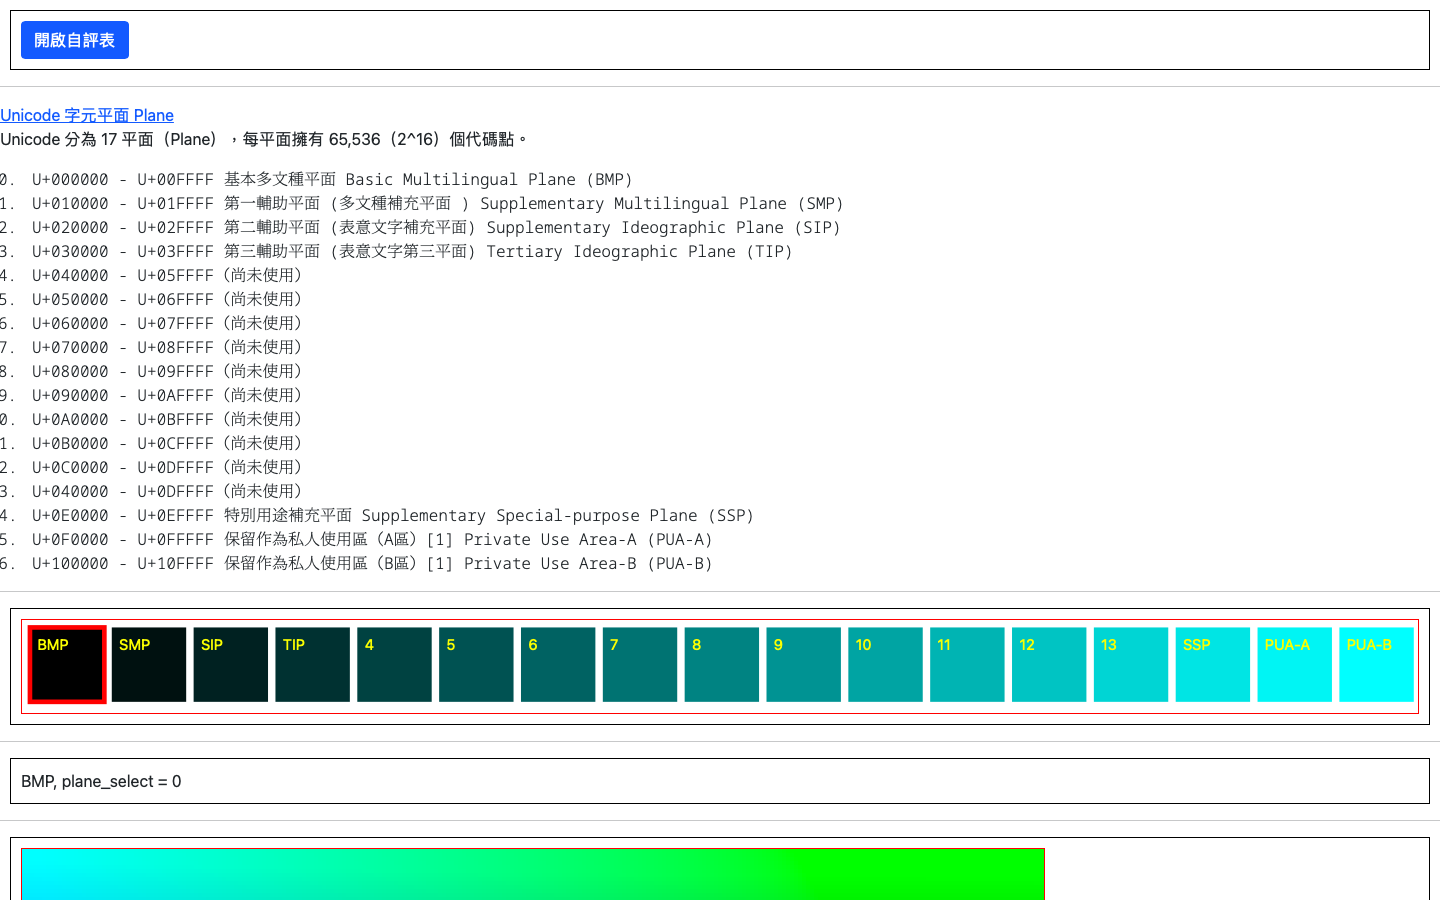 開啟自評表
Unicode 字元平面 Plane
Unicode 分為 17 平面（Plane），每平面擁有 65,536（2^16）個代碼點。
0. U+000000 - U+00FFFF 基本多文種平面 Basic Multilingual Plane (BMP)
1. U+010000 - U+01FFFF 第一輔助平面 (多文種補充平面 ) Supplementary Multilingual Plane (SMP)
2. U+020000 - U+02FFFF 第二輔助平面 (表意文字補充平面) Supplementary Ideographic Plane (SIP)
3. U+030000 - U+03FFFF 第三輔助平面 (表意文字第三平面) Tertiary Ideographic Plane (TIP)
4. U+040000 - U+05FFFF（尚未使用）
5. U+050000 - U+06FFFF（尚未使用）
6. U+060000 - U+07FFFF（尚未使用）
7. U+070000 - U+08FFFF（尚未使用）
8. U+080000 - U+09FFFF（尚未使用）
9. U+090000 - U+0AFFFF（尚未使用）
0. U+0A0000 - U+0BFFFF（尚未使用）
1. U+0B0000 - U+0CFFFF（尚未使用）
2. U+0C0000 - U+0DFFFF（尚未使用）
3. U+040000 - U+0DFFFF（尚未使用）
4. U+0E0000 - U+0EFFFF 特別用途補充平面 Supplementary Special-purpose Plane (SSP)
5. U+0F0000 - U+0FFFFF 保留作為私人使用區（A區）[1] Private Use Area-A (PUA-A)
6. U+100000 - U+10FFFF 保留作為私人使用區（B區）[1] Private Use Area-B (PUA-B)
BMP SMP SIP TIP 4 5 6 7 8 9 10 11 12 13 SSP PUA-A PUA-B
BMP, plane_select = 0